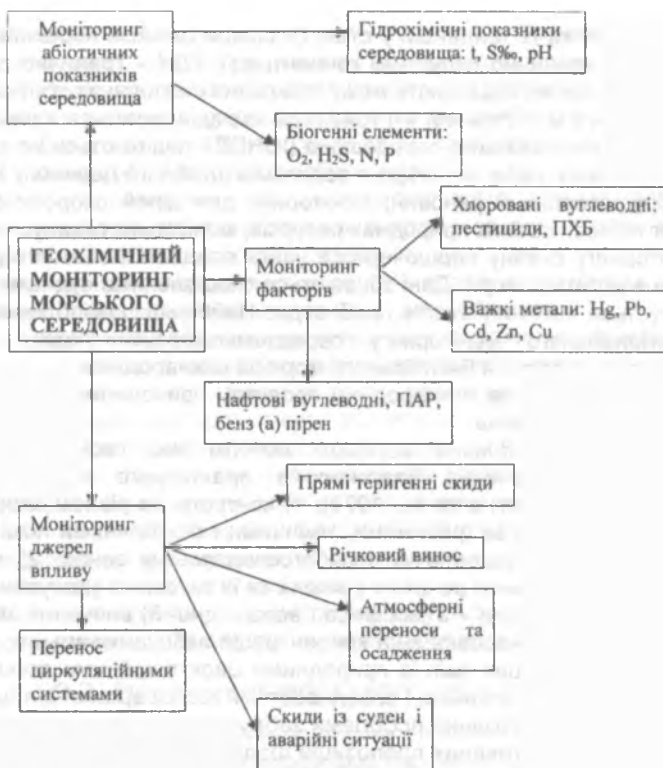 Моніторинг
абіотичних
показників
середовища
Гідрохімічні показники
середовища: t, S‰, pH
Біогенні елементи:
O₂, H₂S, N, P
Хлоровані вуглеводні:
пестициди, ПХБ
ГЕОХІМІЧНИЙ
МОНІТОРИНГ
МОРСЬКОГО
СЕРЕДОВИЩА
Моніторинг
факторів
Важкі метали: Hg, Pb,
Cd, Zn, Cu
Нафтові вуглеводні, ПАР,
бенз (а) пірен
Прямі теригенні скиди
Моніторинг
джерел
впливу
Річковий винос
Атмосферні
переноси та
осадження
Перенос
циркуляційними
системами
Скиди із суден і
аварійні ситуації